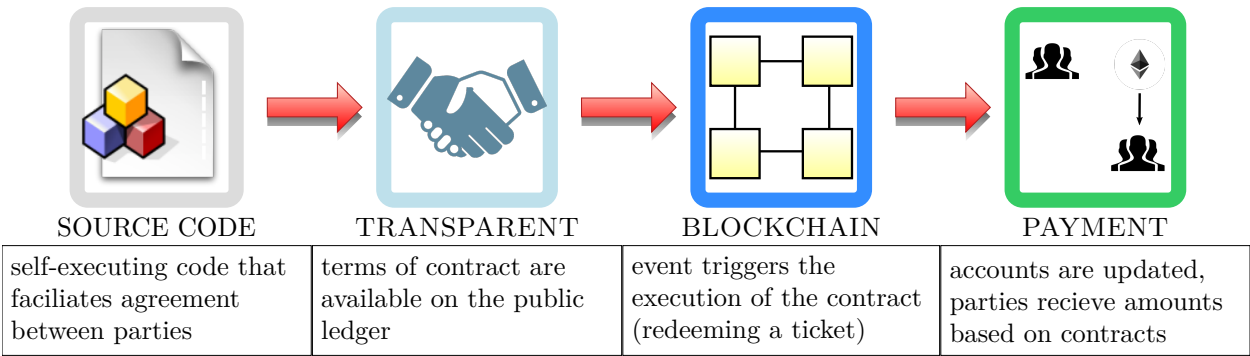 SOURCE CODE
TRANSPARENT
BLOCKCHAIN
PAYMENT
self-executing code that
faciliates agreement
between parties
terms of contract are
available on the public
ledger
event triggers the
execution of the contract
(redeeming a ticket)
accounts are updated,
parties recieve amounts
based on contracts